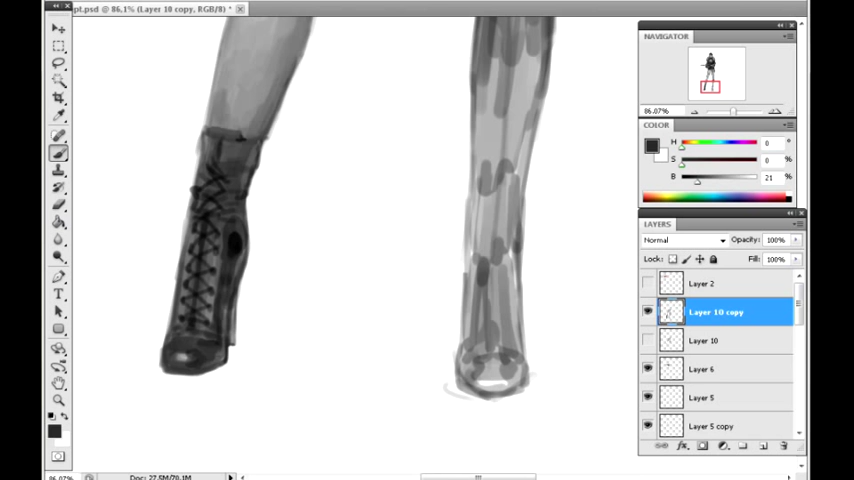 pt.psd @ 86,1% (Layer 10 copy, RGB/8) *
NAVIGATOR
86.07%
COLOR
H 0 °
S 0 %
B 21 %
LAYERS
Normal Opacity: 100%
Lock: Fill: 100%
Layer 2
Layer 10 copy
Layer 10
Layer 6
Layer 5
Layer 5 copy
86.07% Doc: 27.5M/70.1M